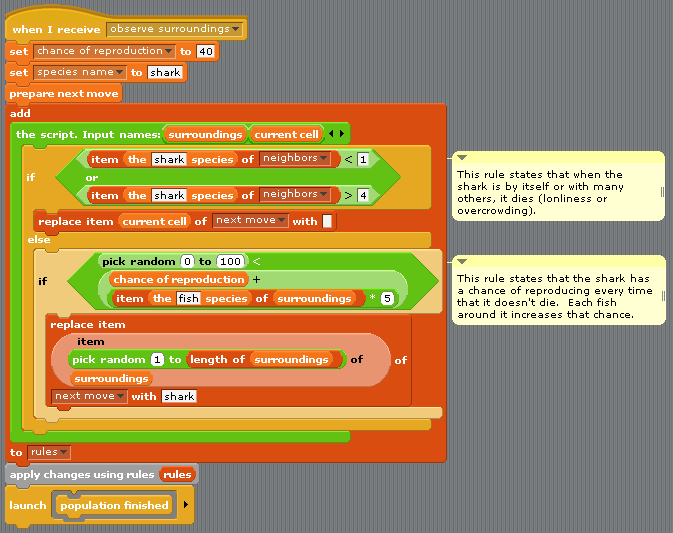 when I receive observe surroundings
set chance of reproduction to 40
set species name to shark
prepare next move
add
the script. Input names: surroundings current cell
if
item the shark species of neighbors < 1
or
item the shark species of neighbors > 4
replace item current cell of next move with
else
if
pick random 0 to 100 <
chance of reproduction +
item the fish species of surroundings * 5
replace item
item
pick random 1 to length of surroundings of
surroundings
of
next move with shark
to rules
apply changes using rules rules
launch population finished
This rule states that when the
shark is by itself or with many
others, it dies (lonliness or
overcrowding).
This rule states that the shark has
a chance of reproducing every time
that it doesn't die. Each fish
around it increases that chance.